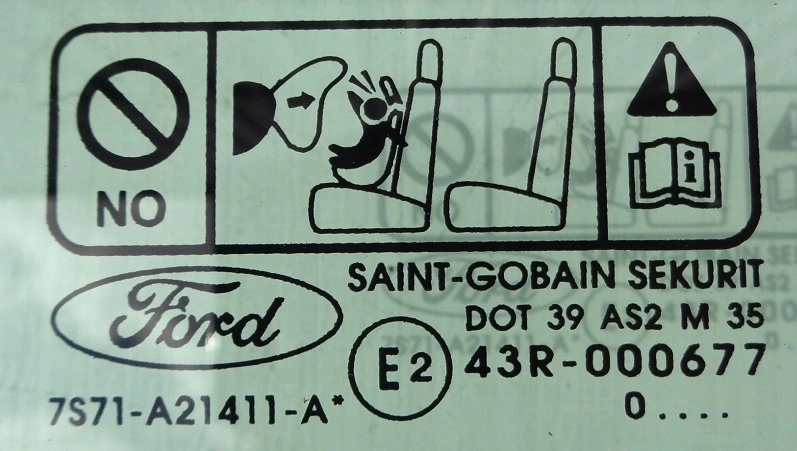 NO
i
Ford
SAINT-GOBAIN SEKURIT
DOT 39 AS2 M 35
E2 43R-000677
7S71-A21411-A*
0....